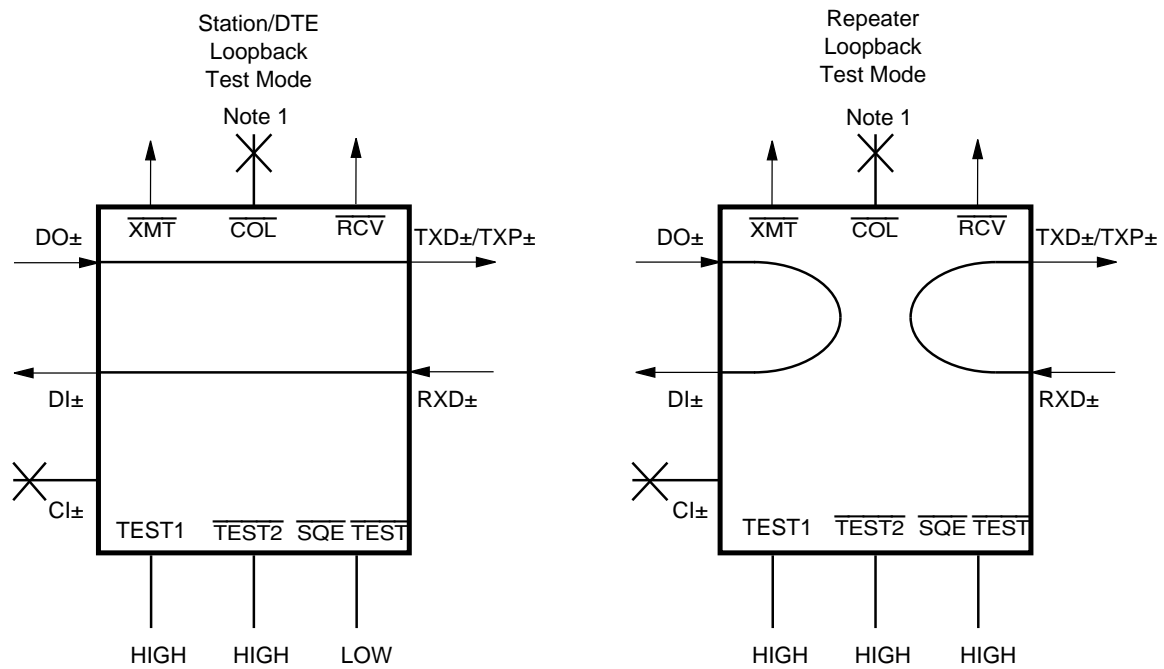 Station/DTE
Loopback
Test Mode
Note 1
XMT COL RCV
DO±
TXD±/TXP±
DI±
RXD±
CI±
TEST1 TEST2 SQE TEST
HIGH HIGH LOW
Repeater
Loopback
Test Mode
Note 1
XMT COL RCV
DO±
TXD±/TXP±
DI±
RXD±
CI±
TEST1 TEST2 SQE TEST
HIGH HIGH HIGH